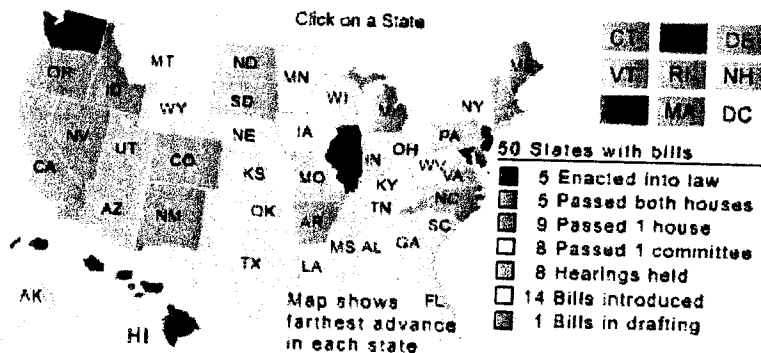 Click on a State
MT ND MN
OR ID SD WI MI ME
WY NY
NV UT NE IA PA
CA CO IL IN OH WV VA
KS MO KY
AZ NM OK AR TN NC
SC
MS AL GA
TX LA
AK FL
HI
CT DE
VT RI NH
MA DC
50 States with bills
5 Enacted into law
5 Passed both houses
9 Passed 1 house
8 Passed 1 committee
8 Hearings held
14 Bills introduced
1 Bills in drafting
Map shows
farthest advance
in each state